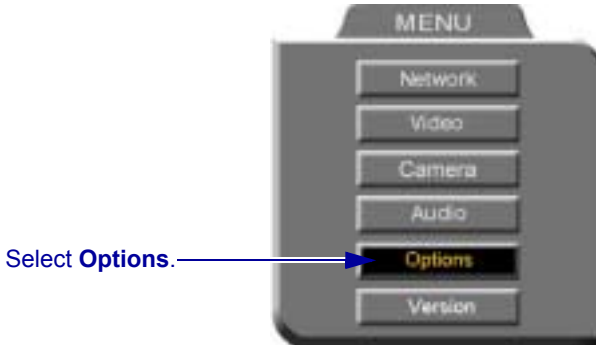 MENU
Network
Video
Camera
Audio
Select Options.
Options
Version